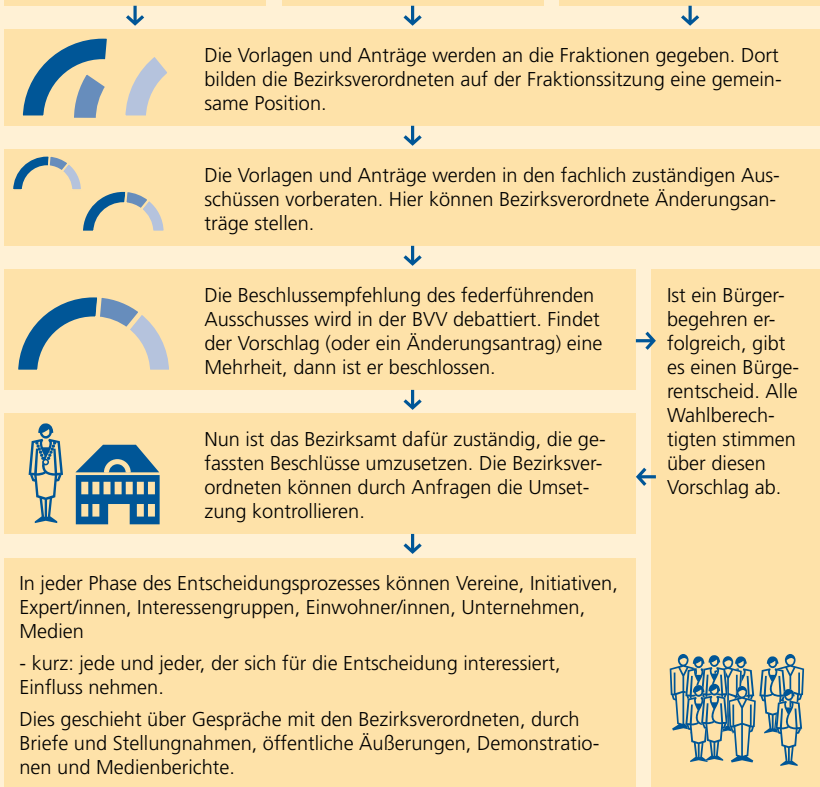 Die Vorlagen und Anträge werden an die Fraktionen gegeben. Dort
bilden die Bezirksverordneten auf der Fraktionssitzung eine gemein-
same Position.
Die Vorlagen und Anträge werden in den fachlich zuständigen Aus-
schüssen vorberaten. Hier können Bezirksverordnete Änderungsan-
träge stellen.
Die Beschlussempfehlung des federführenden
Ausschusses wird in der BVV debattiert. Findet
der Vorschlag (oder ein Änderungsantrag) eine
Mehrheit, dann ist er beschlossen.
Ist ein Bürger-
begehren er-
folgreich, gibt
es einen Bürge-
rentscheid. Alle
Wahlberech-
tigten stimmen
über diesen
Vorschlag ab.
Nun ist das Bezirksamt dafür zuständig, die ge-
fassten Beschlüsse umzusetzen. Die Bezirksver-
ordneten können durch Anfragen die Umset-
zung kontrollieren.
In jeder Phase des Entscheidungsprozesses können Vereine, Initiativen,
Expert/innen, Interessengruppen, Einwohner/innen, Unternehmen,
Medien
- kurz: jede und jeder, der sich für die Entscheidung interessiert,
Einfluss nehmen.
Dies geschieht über Gespräche mit den Bezirksverordneten, durch
Briefe und Stellungnahmen, öffentliche Äußerungen, Demonstratio-
nen und Medienberichte.